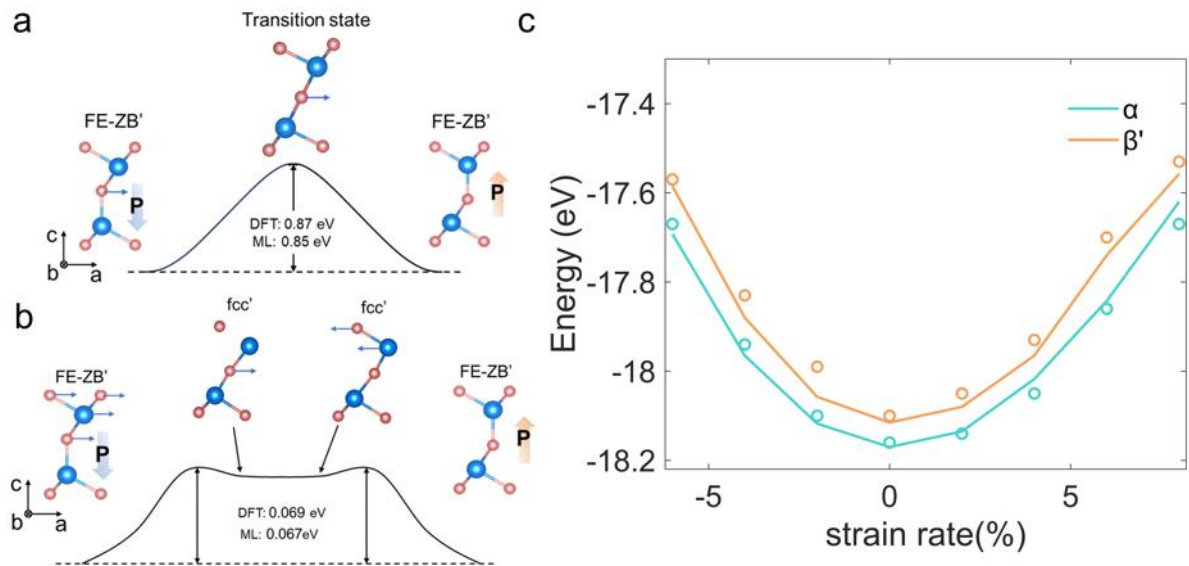 a
Transition state
FE-ZB'
P
FE-ZB'
P
DFT: 0.87 eV
ML: 0.85 eV
c
b
a
b
fcc'
fcc'
FE-ZB'
P
FE-ZB'
P
DFT: 0.069 eV
ML: 0.067eV
c
b
a
c
-17.4
-17.6
-17.8
-18
-18.2
Energy (eV)
α
β'
-5
0
5
strain rate(%)